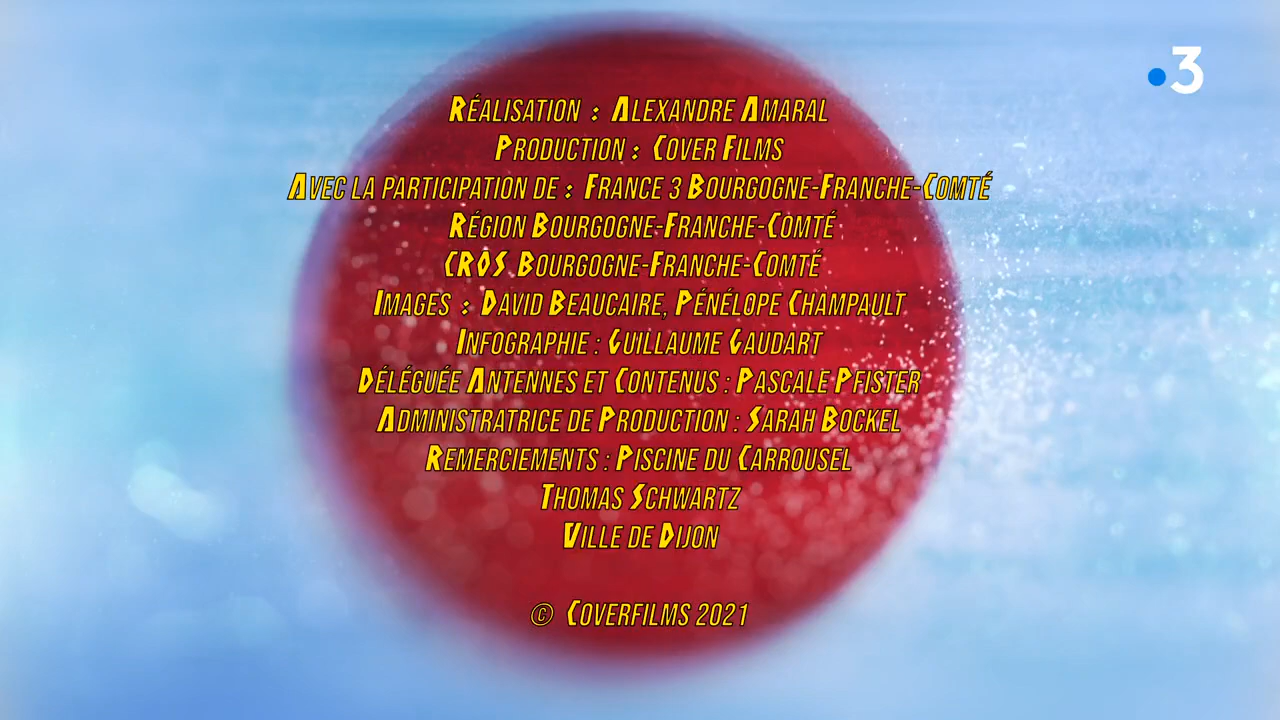 3
Réalisation : Alexandre Amaral
Production : Cover Films
Avec la participation de : France 3 Bourgogne-Franche-Comté
Région Bourgogne-Franche-Comté
CROS Bourgogne-Franche-Comté
Images : David Beaucaire, Pénélope Champault
Infographie : Guillaume Gaudart
Déléguée Antennes et Contenus : Pascale Pfister
Administratrice de Production : Sarah Bockel
Remerciements : Piscine du Carrousel
Thomas Schwartz
Ville de Dijon
© Coverfilms 2021